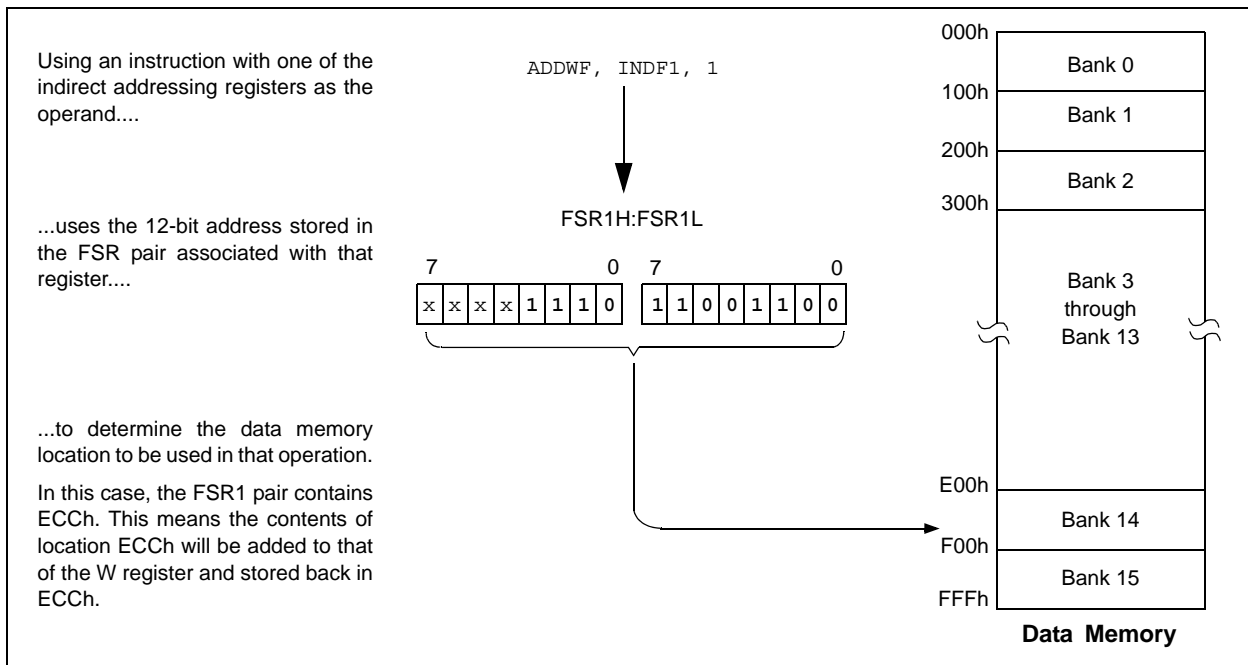 Using an instruction with one of the
indirect addressing registers as the
operand....
ADDWF, INDF1, 1
...uses the 12-bit address stored in
the FSR pair associated with that
register....
FSR1H:FSR1L
7 0 7 0
x x x x 1 1 1 0 1 1 0 0 1 1 0 0
...to determine the data memory
location to be used in that operation.
In this case, the FSR1 pair contains
ECCh. This means the contents of
location ECCh will be added to that
of the W register and stored back in
ECCh.
000h
Bank 0
100h
Bank 1
200h
Bank 2
300h
Bank 3
through
Bank 13
E00h
Bank 14
F00h
Bank 15
FFFh
Data Memory